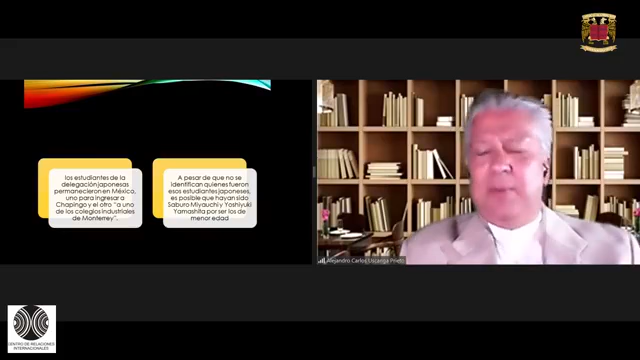 los estudiantes de la
delegación japonesas
permanecieron en México,
uno para ingresar a
Chapingo y el otro "a uno
de los colegios industriales
de Monterrey".
A pesar de que no se
identifican quienes fueron
esos estudiantes japoneses,
es posible que hayan sido
Saburo Miyauchi y Yoshiyuki
Yamashita por ser los de
menor edad
Alejandro Carlos Uscanga Prieto
CENTRO DE RELACIONES
INTERNACIONALES